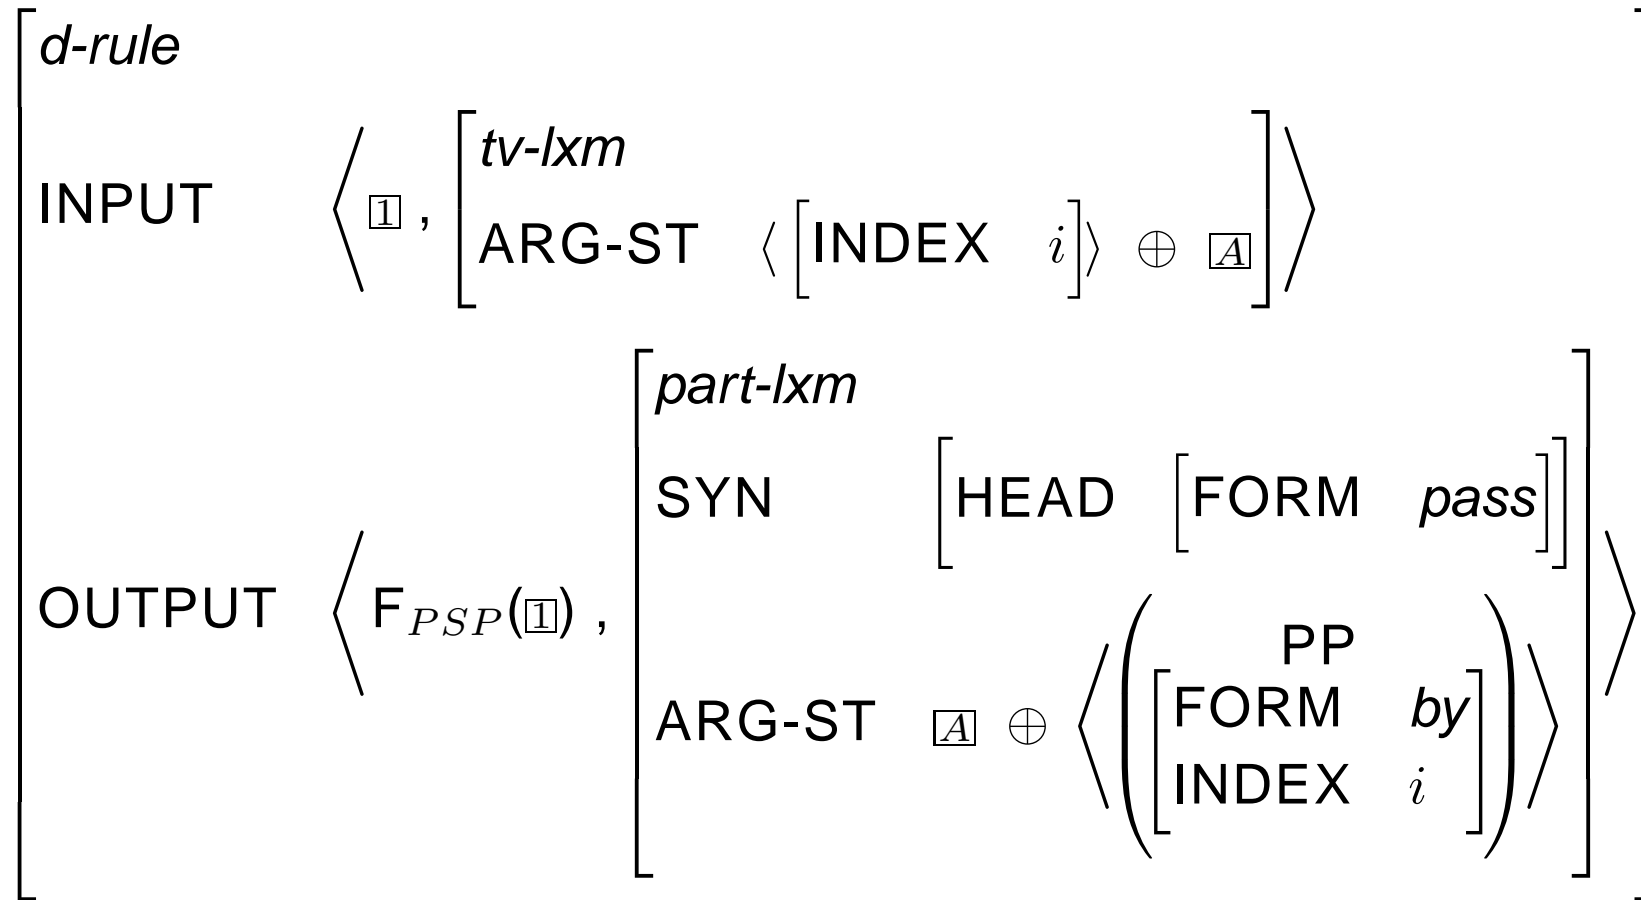 d-rule
INPUT ⟨ 1 , [ tv-lxm
ARG-ST ⟨ [ INDEX i ] ⟩ ⊕ A ] ⟩
part-lxm
SYN [ HEAD [ FORM pass ] ]
OUTPUT ⟨ F_PSP(1) ,
PP
ARG-ST A ⊕ ⟨ ( [ FORM by
INDEX i ] ) ⟩ ⟩